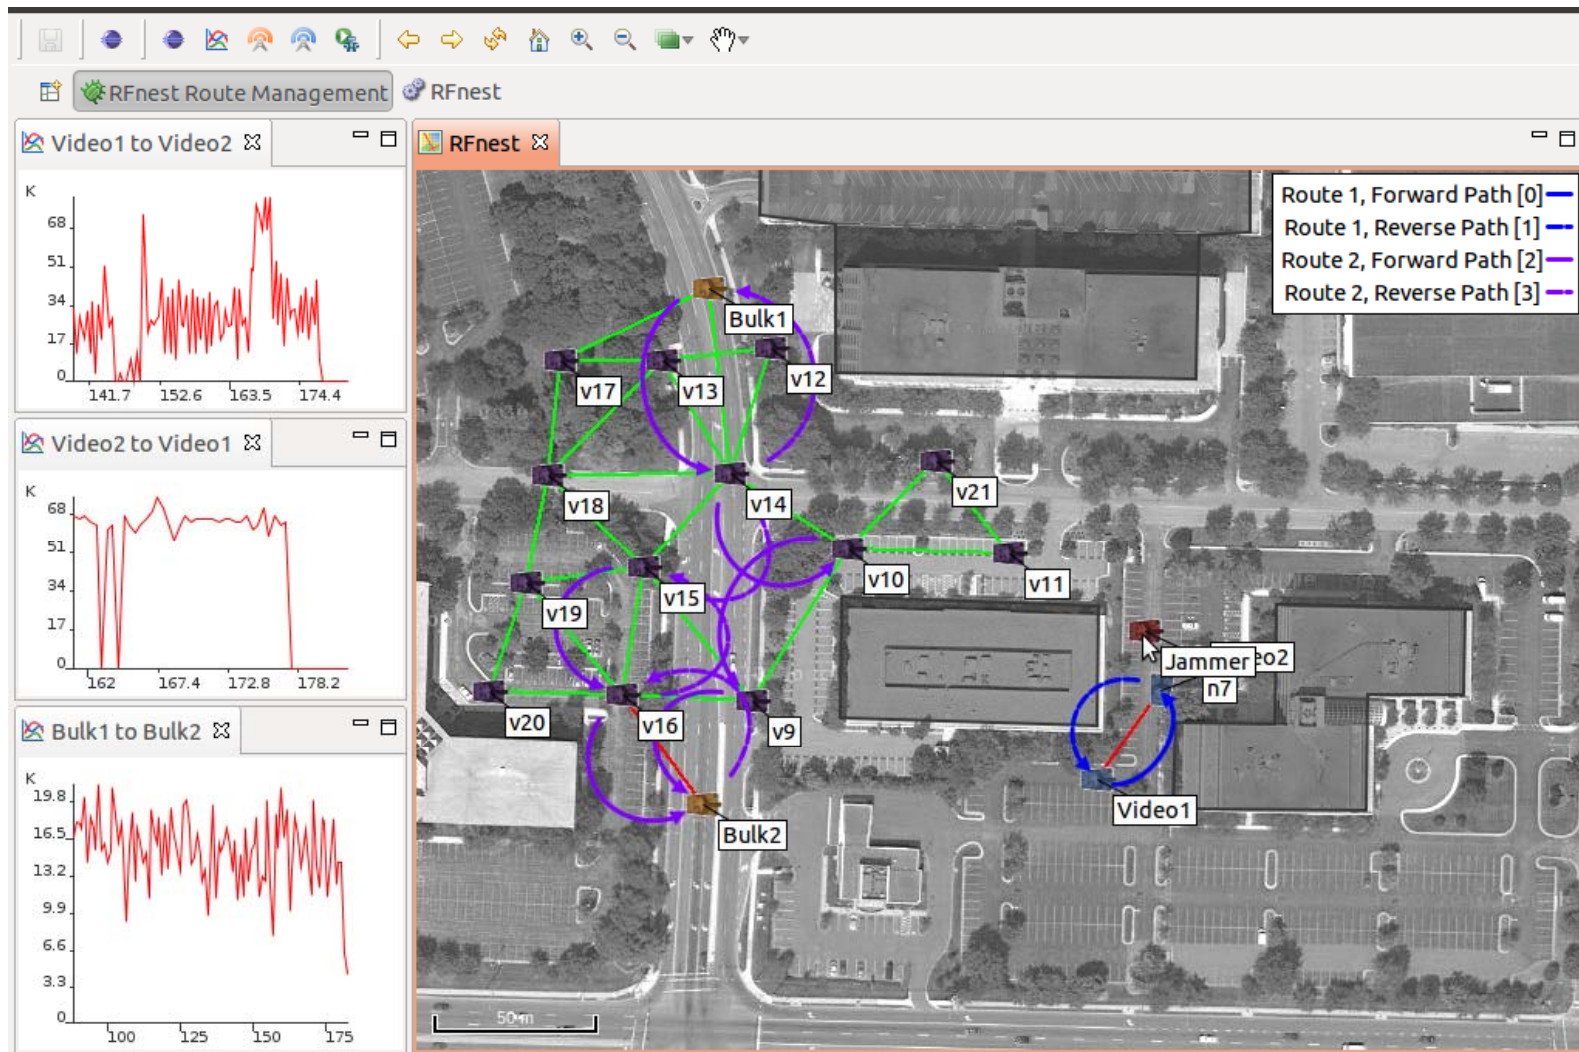 RFnest Route Management
RFnest
Video1 to Video2
K
68
51
34
17
0
141.7 152.6 163.5 174.4
Video2 to Video1
K
68
51
34
17
0
162 167.4 172.8 178.2
Bulk1 to Bulk2
K
19.8
16.5
13.2
9.9
6.6
3.3
0
100 125 150 175
RFnest
Route 1, Forward Path [0]
Route 1, Reverse Path [1]
Route 2, Forward Path [2]
Route 2, Reverse Path [3]
Bulk1
v17
v13
v12
v18
v14
v21
v19
v15
v10
v11
Jammer
eo2
n7
v20
v16
v9
Video1
Bulk2
50 m